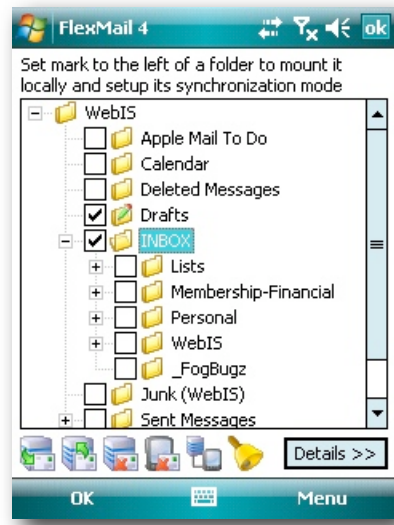 FlexMail 4
ok
Set mark to the left of a folder to mount it
locally and setup its synchronization mode
WebIS
Apple Mail To Do
Calendar
Deleted Messages
Drafts
INBOX
Lists
Membership-Financial
Personal
WebIS
_FogBugz
Junk (WebIS)
Sent Messages
Details >>
OK
Menu